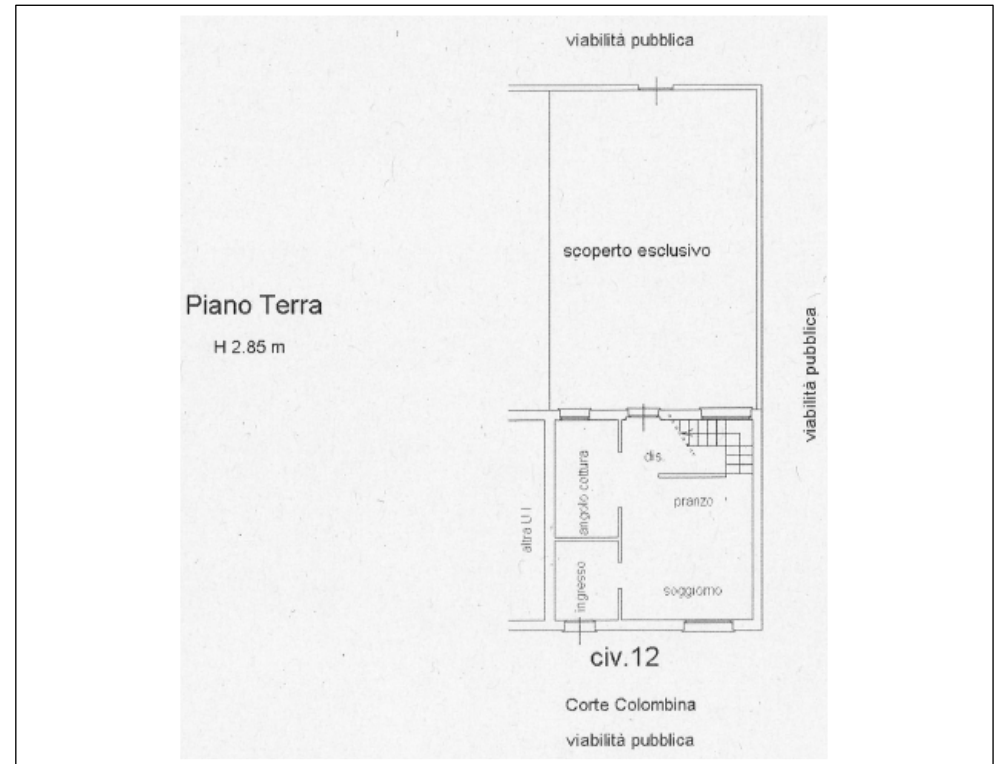 viabilità pubblica
scoperto esclusivo
Piano Terra
H 2.85 m
viabilità pubblica
dis.
angolo cottura
pranzo
altra U.I
ingresso
soggiorno
civ.12
Corte Colombina
viabilità pubblica